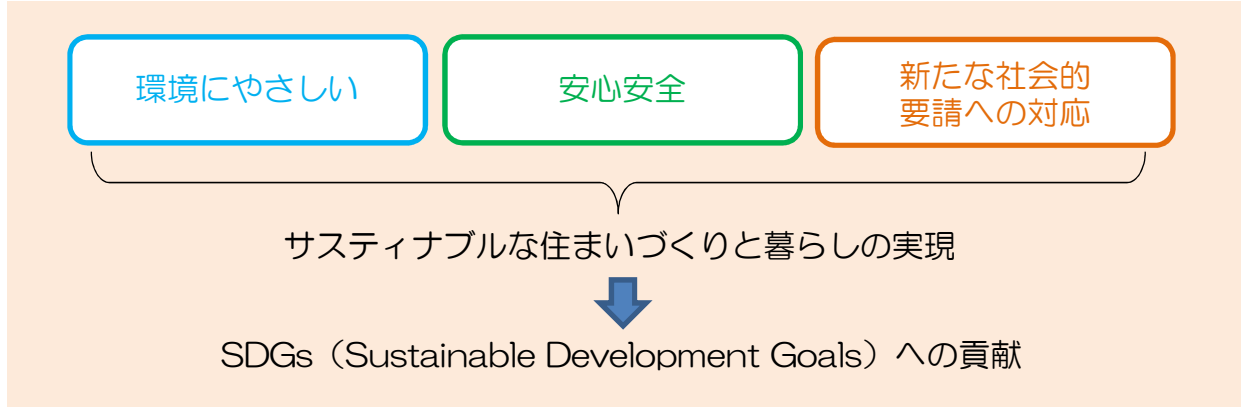 環境にやさしい
安心安全
新たな社会的
要請への対応
サスティナブルな住まいづくりと暮らしの実現
SDGs（Sustainable Development Goals）への貢献